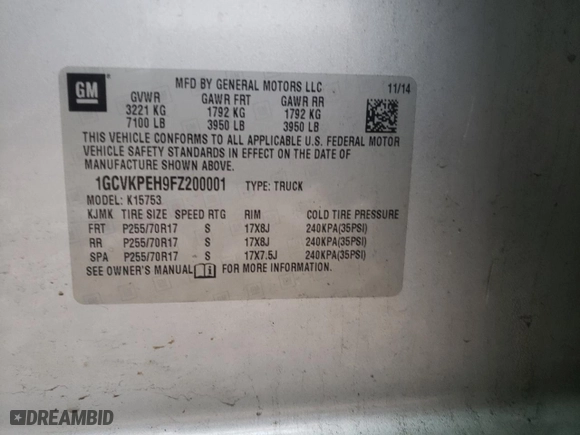 GM
MFD BY GENERAL MOTORS LLC 11/14
GVWR GAWR FRT GAWR RR
3221 KG 1792 KG 1792 KG
7100 LB 3950 LB 3950 LB
THIS VEHICLE CONFORMS TO ALL APPLICABLE U.S. FEDERAL MOTOR
VEHICLE SAFETY STANDARDS IN EFFECT ON THE DATE OF
MANUFACTURE SHOWN ABOVE.
1GCVKPEH9FZ200001 TYPE: TRUCK
MODEL: K15753
KJMK TIRE SIZE SPEED RTG RIM COLD TIRE PRESSURE
FRT P255/70R17 S 17X8J 240KPA(35PSI)
RR P255/70R17 S 17X8J 240KPA(35PSI)
SPA P255/70R17 S 17X7.5J 240KPA(35PSI)
SEE OWNER'S MANUAL FOR MORE INFORMATION.
DREAMBID